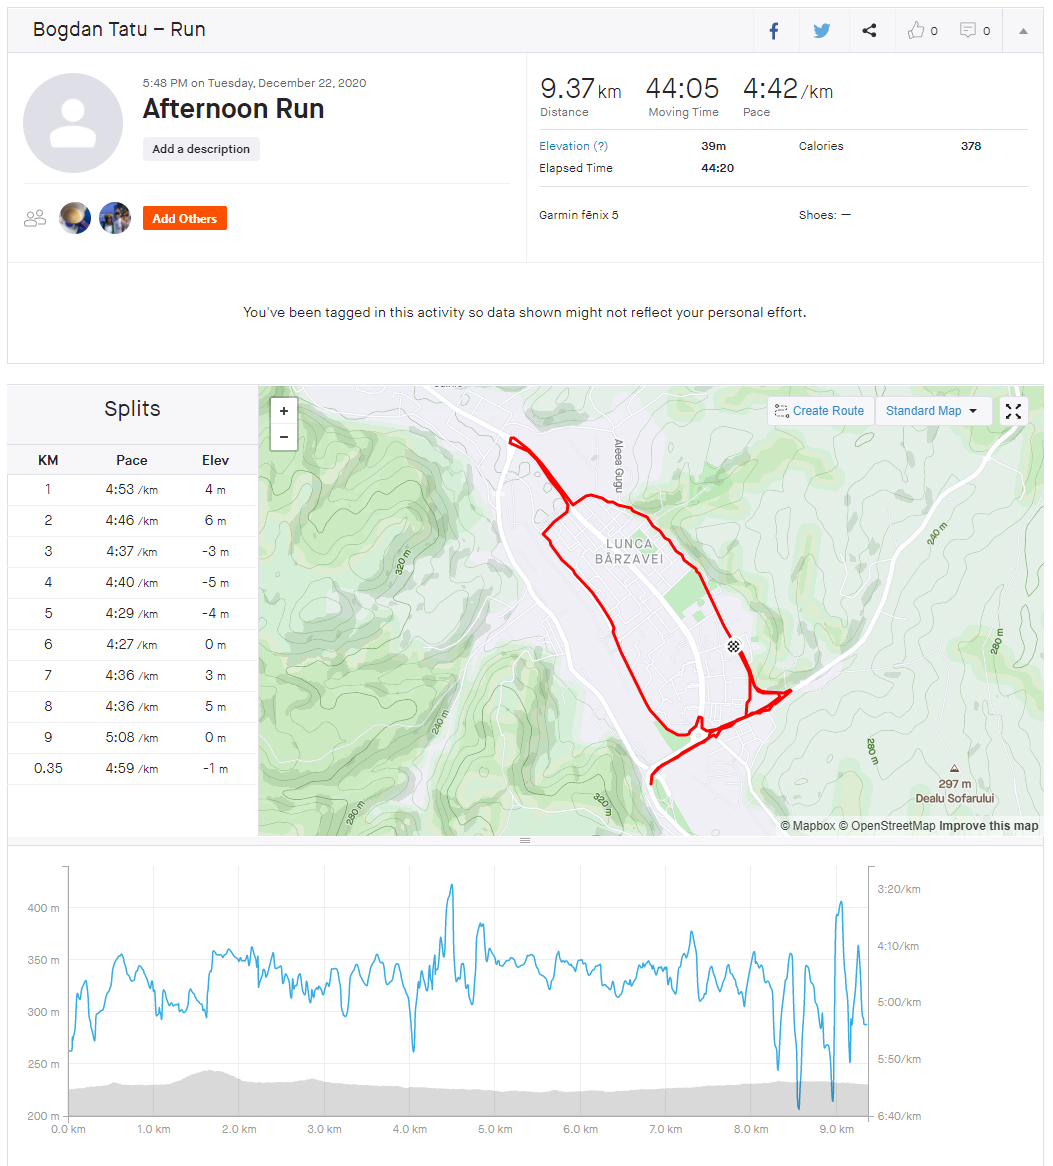 Bogdan Tatu – Run
0
0
5:48 PM on Tuesday, December 22, 2020
Afternoon Run
Add a description
Add Others
9.37 km 44:05 4:42 /km
Distance Moving Time Pace
Elevation (?) 39m Calories 378
Elapsed Time 44:20
Garmin fēnix 5 Shoes: —
You've been tagged in this activity so data shown might not reflect your personal effort.
Splits
KM Pace Elev
1 4:53 /km 4 m
2 4:46 /km 6 m
3 4:37 /km -3 m
4 4:40 /km -5 m
5 4:29 /km -4 m
6 4:27 /km 0 m
7 4:36 /km 3 m
8 4:36 /km 5 m
9 5:08 /km 0 m
0.35 4:59 /km -1 m
+
−
Create Route
Standard Map
Aleea Gugu
LUNCA
BÂRZAVEI
320 m
240 m
280 m
240 m
280 m
280 m
320 m
297 m
Dealu Sofarului
© Mapbox © OpenStreetMap Improve this map
400 m
350 m
300 m
250 m
200 m
3:20/km
4:10/km
5:00/km
5:50/km
6:40/km
0.0 km 1.0 km 2.0 km 3.0 km 4.0 km 5.0 km 6.0 km 7.0 km 8.0 km 9.0 km